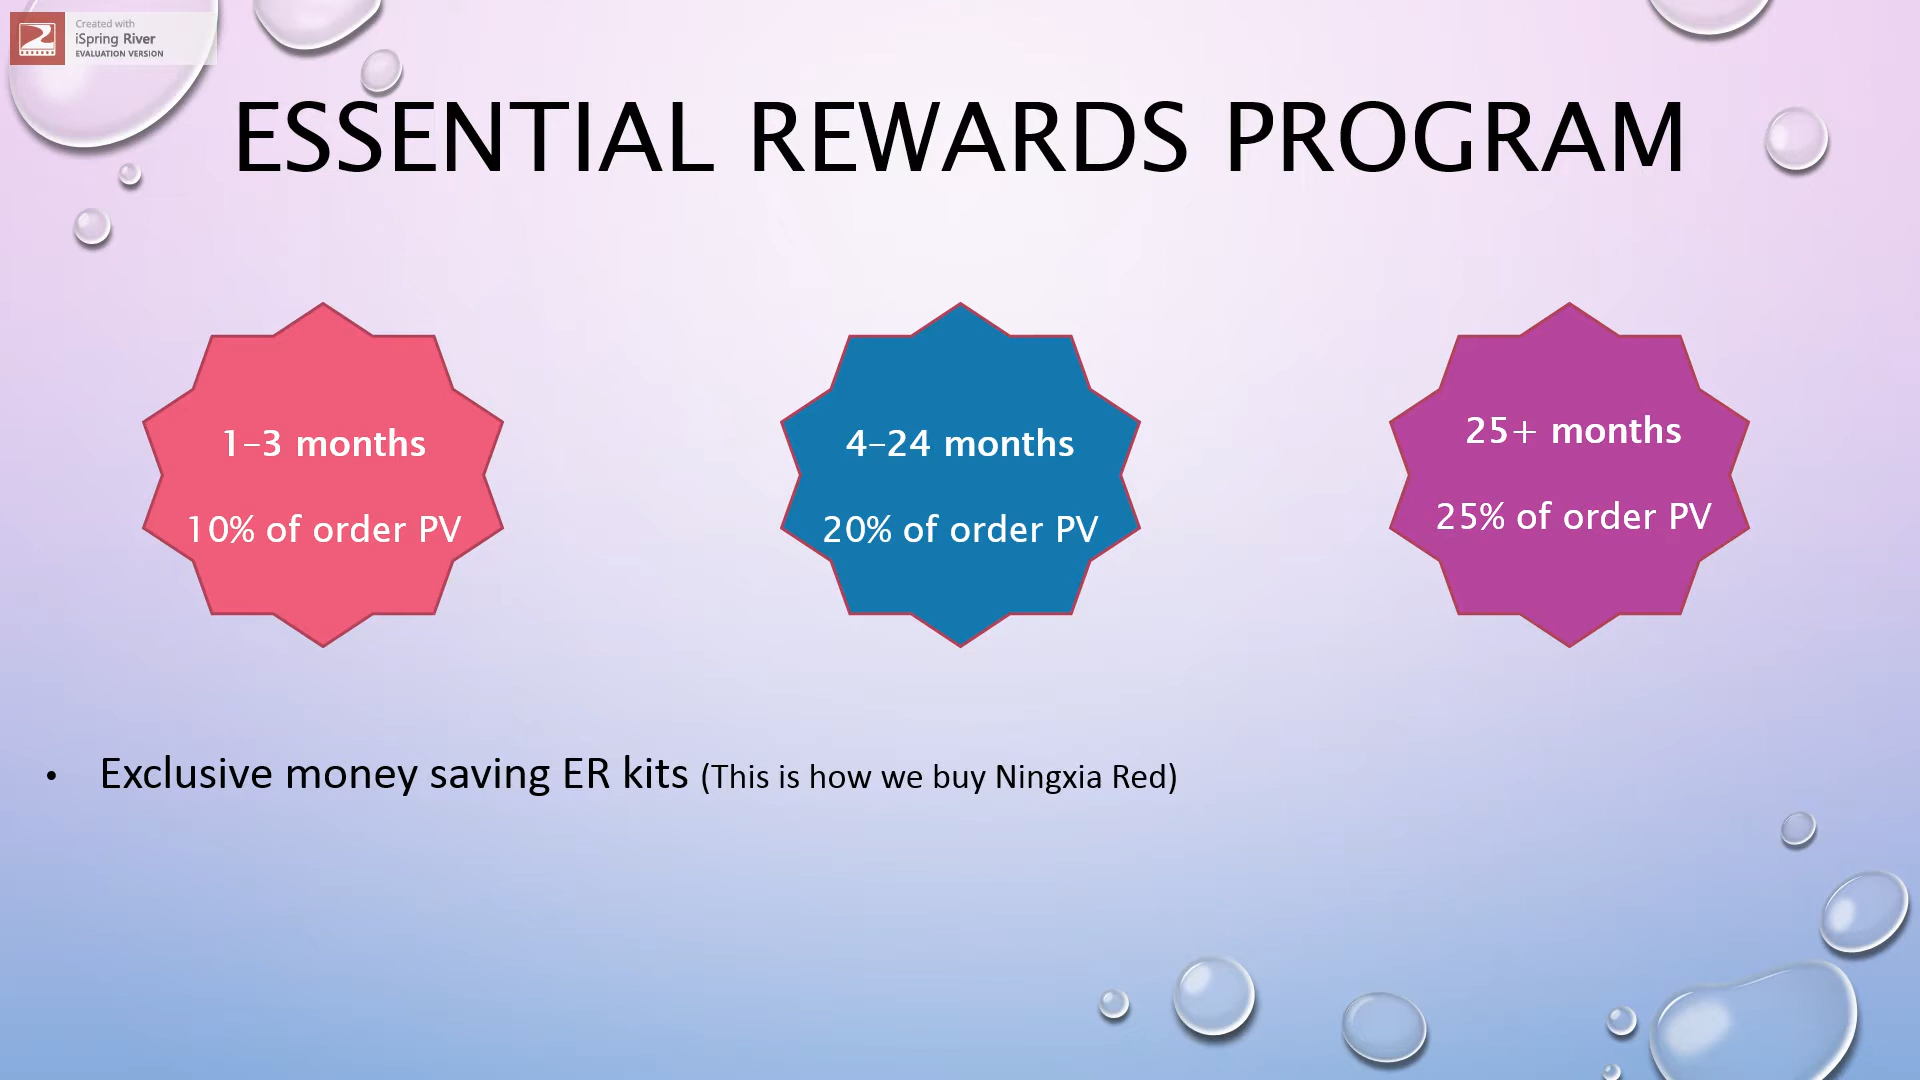 Created with
iSpring River
EVALUATION VERSION
ESSENTIAL REWARDS PROGRAM
1-3 months
10% of order PV
4-24 months
20% of order PV
25+ months
25% of order PV
• Exclusive money saving ER kits (This is how we buy Ningxia Red)